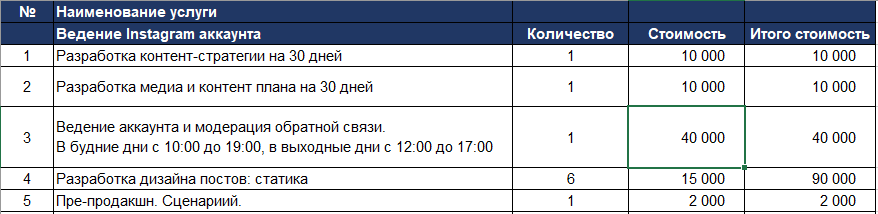 № Наименование услуги
Ведение Instagram аккаунта Количество Стоимость Итого стоимость
1 Разработка контент-стратегии на 30 дней 1 10 000 10 000
2 Разработка медиа и контент плана на 30 дней 1 10 000 10 000
3 Ведение аккаунта и модерация обратной связи.
В будние дни с 10:00 до 19:00, в выходные дни с 12:00 до 17:00 1 40 000 40 000
4 Разработка дизайна постов: статика 6 15 000 90 000
5 Пре-продакшн. Сценариий. 1 2 000 2 000